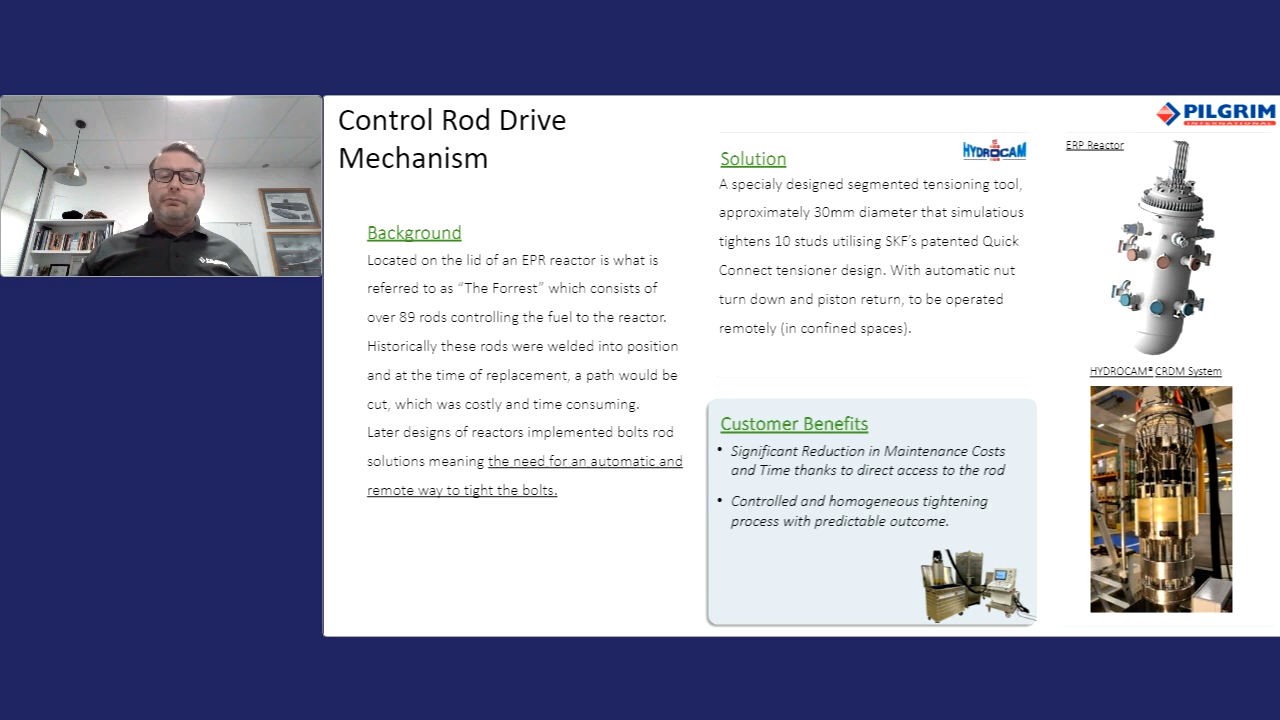 Control Rod Drive
Mechanism
Background
Located on the lid of an EPR reactor is what is
referred to as “The Forrest” which consists of
over 89 rods controlling the fuel to the reactor.
Historically these rods were welded into position
and at the time of replacement, a path would be
cut, which was costly and time consuming.
Later designs of reactors implemented bolts rod
solutions meaning the need for an automatic and
remote way to tight the bolts.
HYDROCAM
Solution
A specialy designed segmented tensioning tool,
approximately 30mm diameter that simulatious
tightens 10 studs utilising SKF’s patented Quick
Connect tensioner design. With automatic nut
turn down and piston return, to be operated
remotely (in confined spaces).
Customer Benefits
• Significant Reduction in Maintenance Costs
and Time thanks to direct access to the rod
• Controlled and homogeneous tightening
process with predictable outcome.
PILGRIM
INTERNATIONAL
ERP Reactor
HYDROCAM® CRDM System
PILGRIM